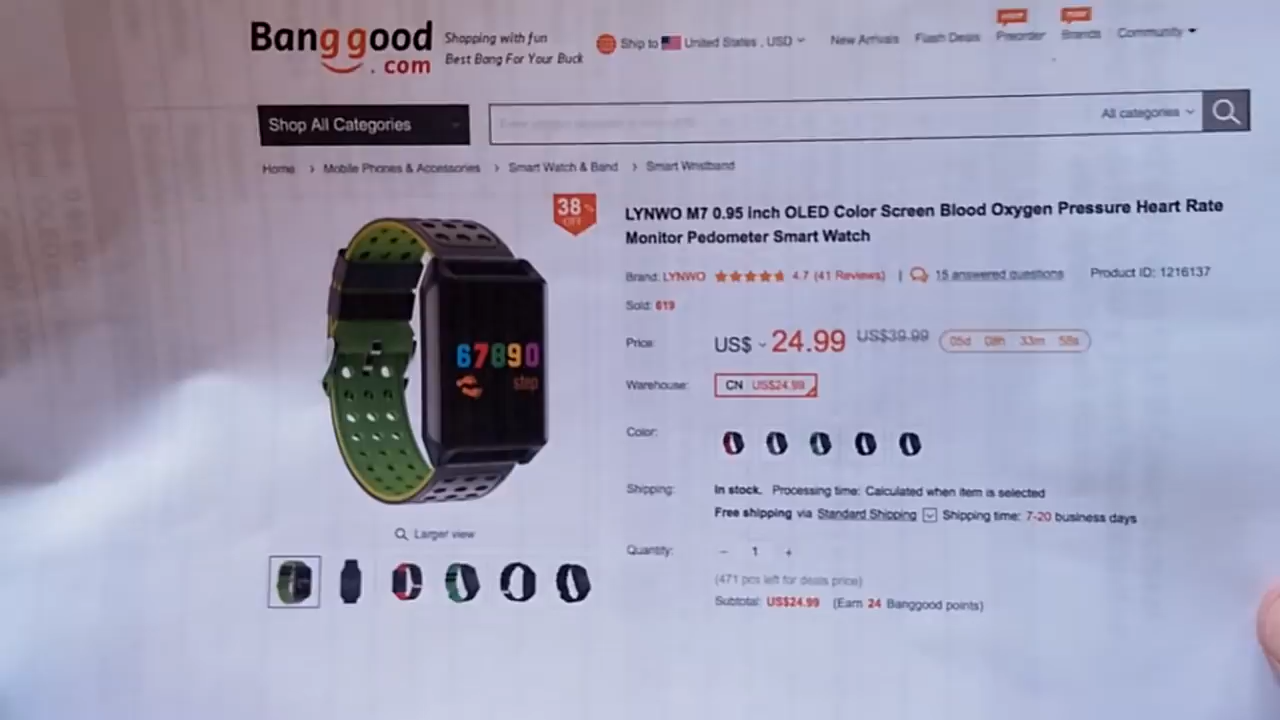 Banggood
.com
Shopping with fun
Best Bang For Your Buck
Ship to United States , USD
New Arrivals
Flash Deals
Preorder
Brands
Community
Shop All Categories
All categories
Home > Mobile Phones & Accessories > Smart Watch & Band > Smart Wristband
38%
OFF
LYNWO M7 0.95 inch OLED Color Screen Blood Oxygen Pressure Heart Rate
Monitor Pedometer Smart Watch
Brand: LYNWO 4.7 (41 Reviews) | 15 answered questions Product ID: 1216137
Sold: 619
Price: US$ 24.99 US$39.99 05d 08h 33m 58s
67890
step
Warehouse: CN US$24.99
Color:
Shipping: In stock. Processing time: Calculated when item is selected
Free shipping via Standard Shipping Shipping time: 7-20 business days
Larger view
Quantity: − 1 +
(471 pcs left for deals price)
Subtotal: US$24.99 (Earn 24 Banggood points)